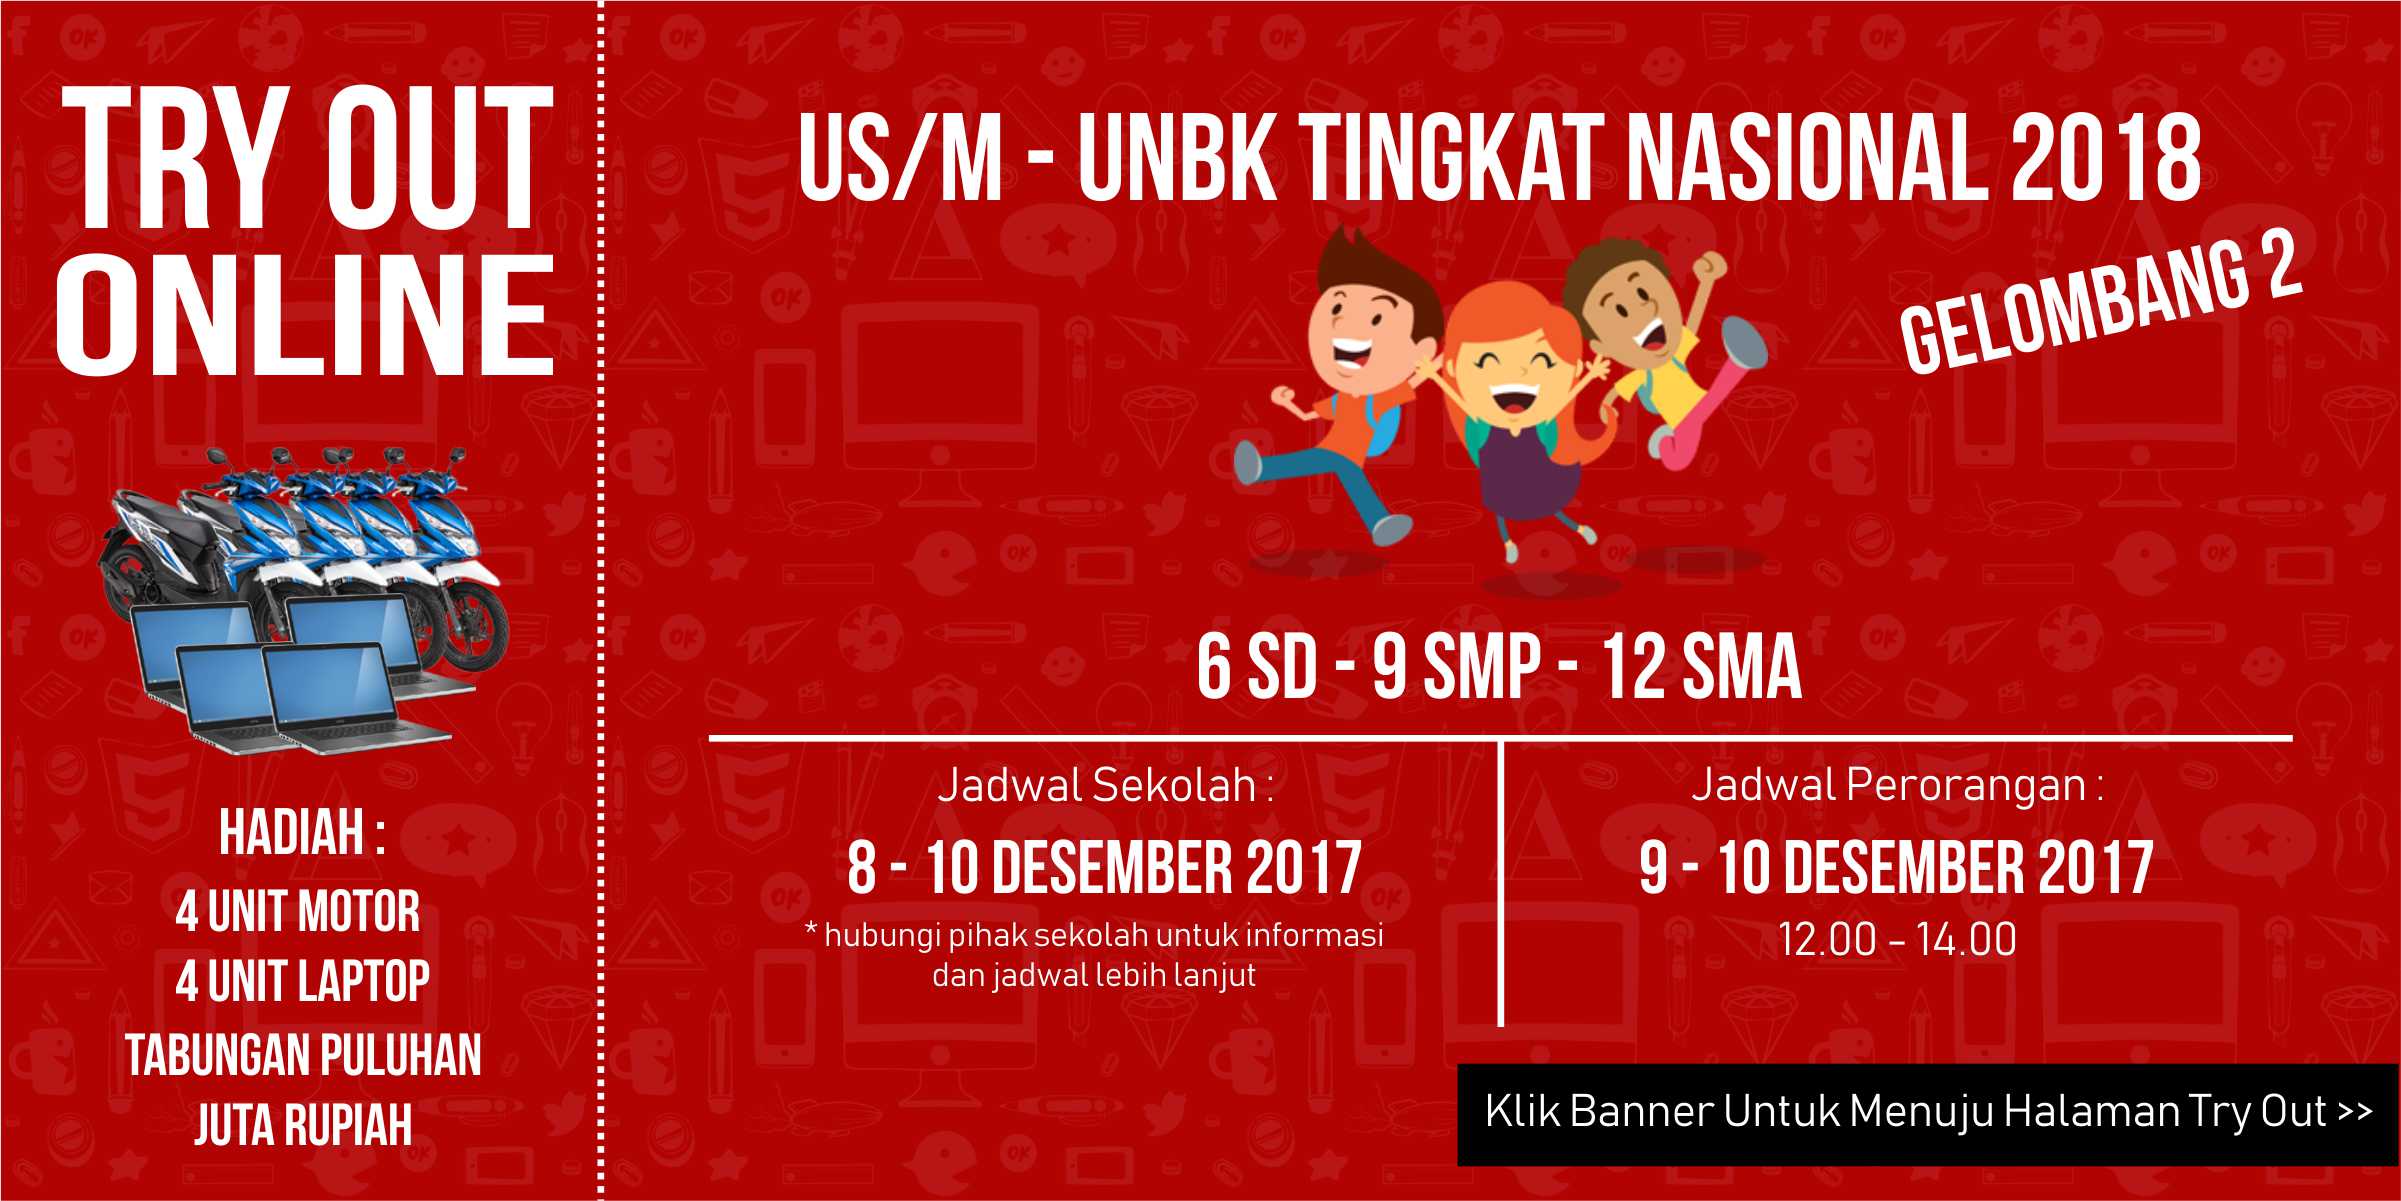 TRY OUT
ONLINE
HADIAH :
4 UNIT MOTOR
4 UNIT LAPTOP
TABUNGAN PULUHAN
JUTA RUPIAH
US/M - UNBK TINGKAT NASIONAL 2018
GELOMBANG 2
6 SD - 9 SMP - 12 SMA
Jadwal Sekolah :
8 - 10 DESEMBER 2017
* hubungi pihak sekolah untuk informasi
dan jadwal lebih lanjut
Jadwal Perorangan :
9 - 10 DESEMBER 2017
12.00 - 14.00
Klik Banner Untuk Menuju Halaman Try Out >>